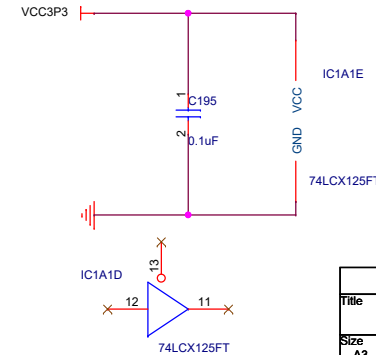 VCC3P3
IC1A1E
1
C195
VCC
2
0.1uF
GND
74LCX125FT
IC1A1D
13
12
11
74LCX125FT
Title
Size
A3